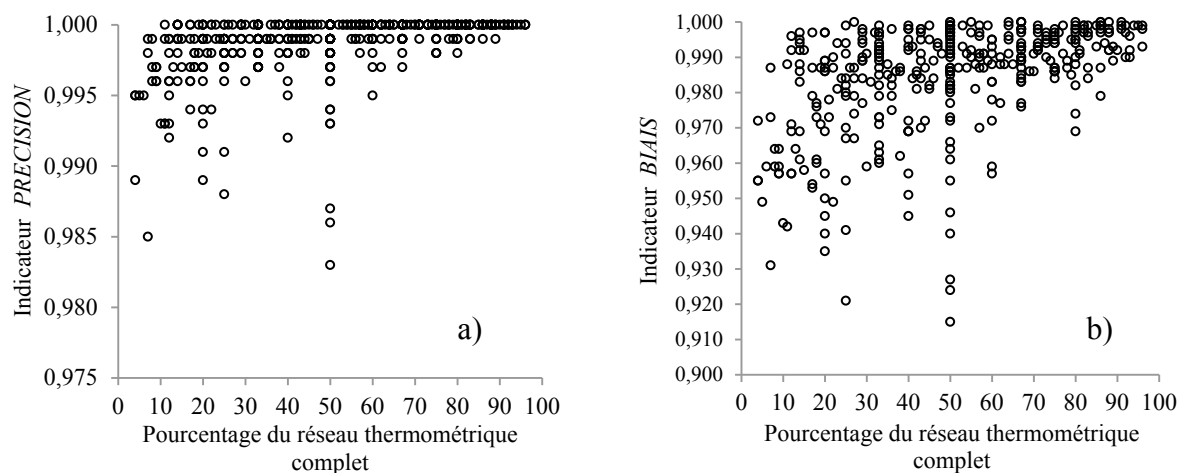 Indicateur PRECISION
1,000
0,995
0,990
0,985
0,980
0,975
a)
0 10 20 30 40 50 60 70 80 90 100
Pourcentage du réseau thermométrique
complet
Indicateur BIAIS
1,000
0,990
0,980
0,970
0,960
0,950
0,940
0,930
0,920
0,910
0,900
b)
0 10 20 30 40 50 60 70 80 90 100
Pourcentage du réseau thermométrique
complet